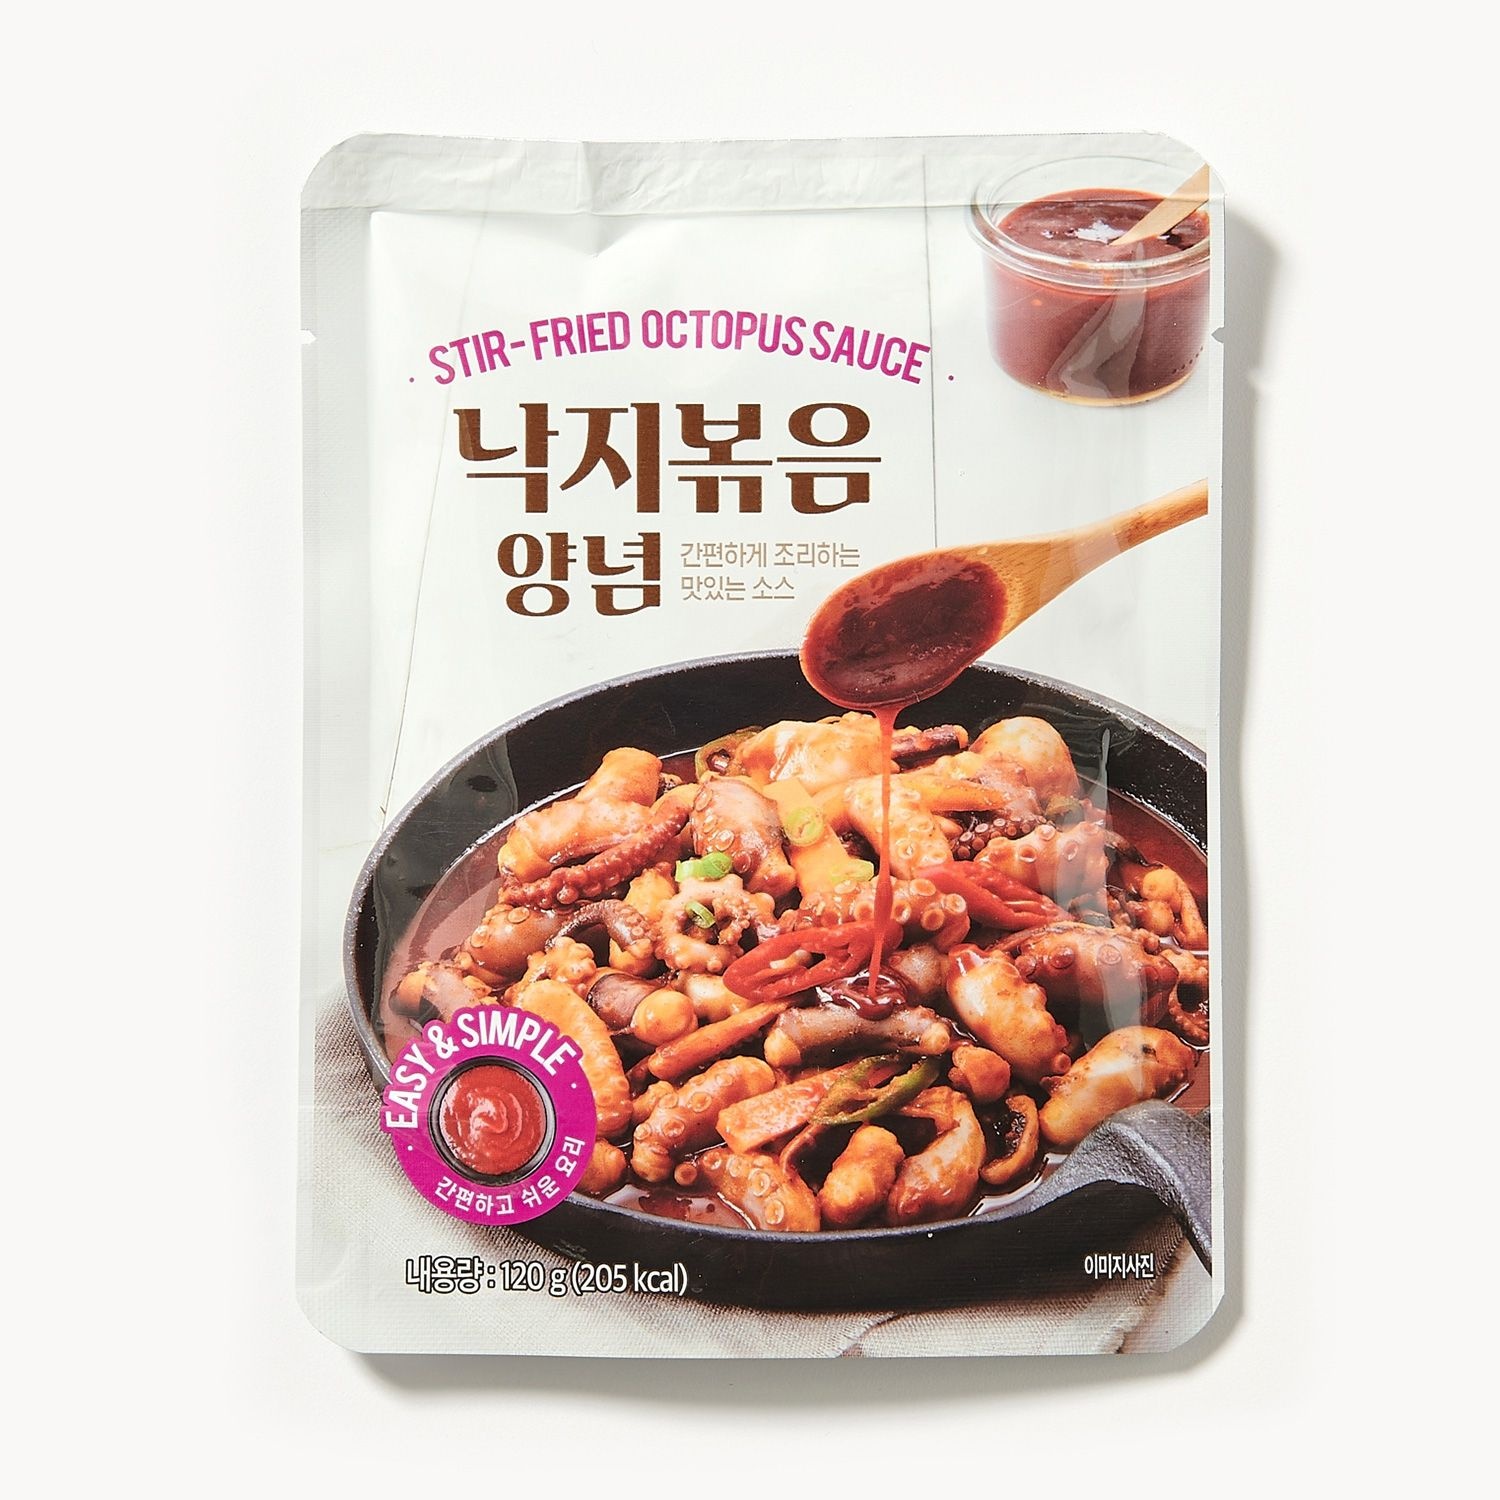 · STIR-FRIED OCTOPUS SAUCE ·
낙지볶음
양념
간편하게 조리하는
맛있는 소스
· EASY & SIMPLE ·
간편하고 쉬운 요리
내용량 : 120 g (205 kcal)
이미지사진